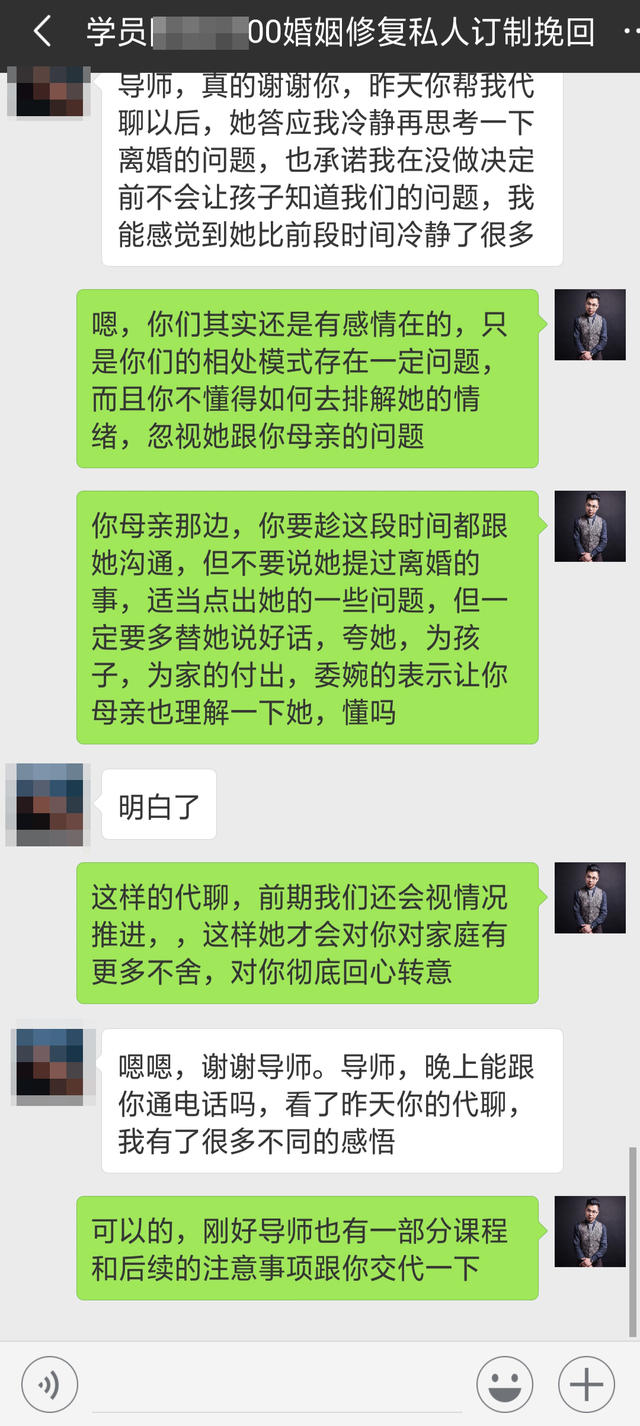 学员 00婚姻修复私人订制挽回
导师，真的谢谢你，昨天你帮我代
聊以后，她答应我冷静再思考一下
离婚的问题，也承诺我在没做决定
前不会让孩子知道我们的问题，我
能感觉到她比前段时间冷静了很多
嗯，你们其实还是有感情在的，只
是你们的相处模式存在一定问题，
而且你不懂得如何去排解她的情
绪，忽视她跟你母亲的问题
你母亲那边，你要趁这段时间都跟
她沟通，但不要说她提过离婚的
事，适当点出她的一些问题，但一
定要多替她说好话，夸她，为孩
子，为家的付出，委婉的表示让你
母亲也理解一下她，懂吗
明白了
这样的代聊，前期我们还会视情况
推进，，这样她才会对你对家庭有
更多不舍，对你彻底回心转意
嗯嗯，谢谢导师。导师，晚上能跟
你通电话吗，看了昨天你的代聊，
我有了很多不同的感悟
可以的，刚好导师也有一部分课程
和后续的注意事项跟你交代一下